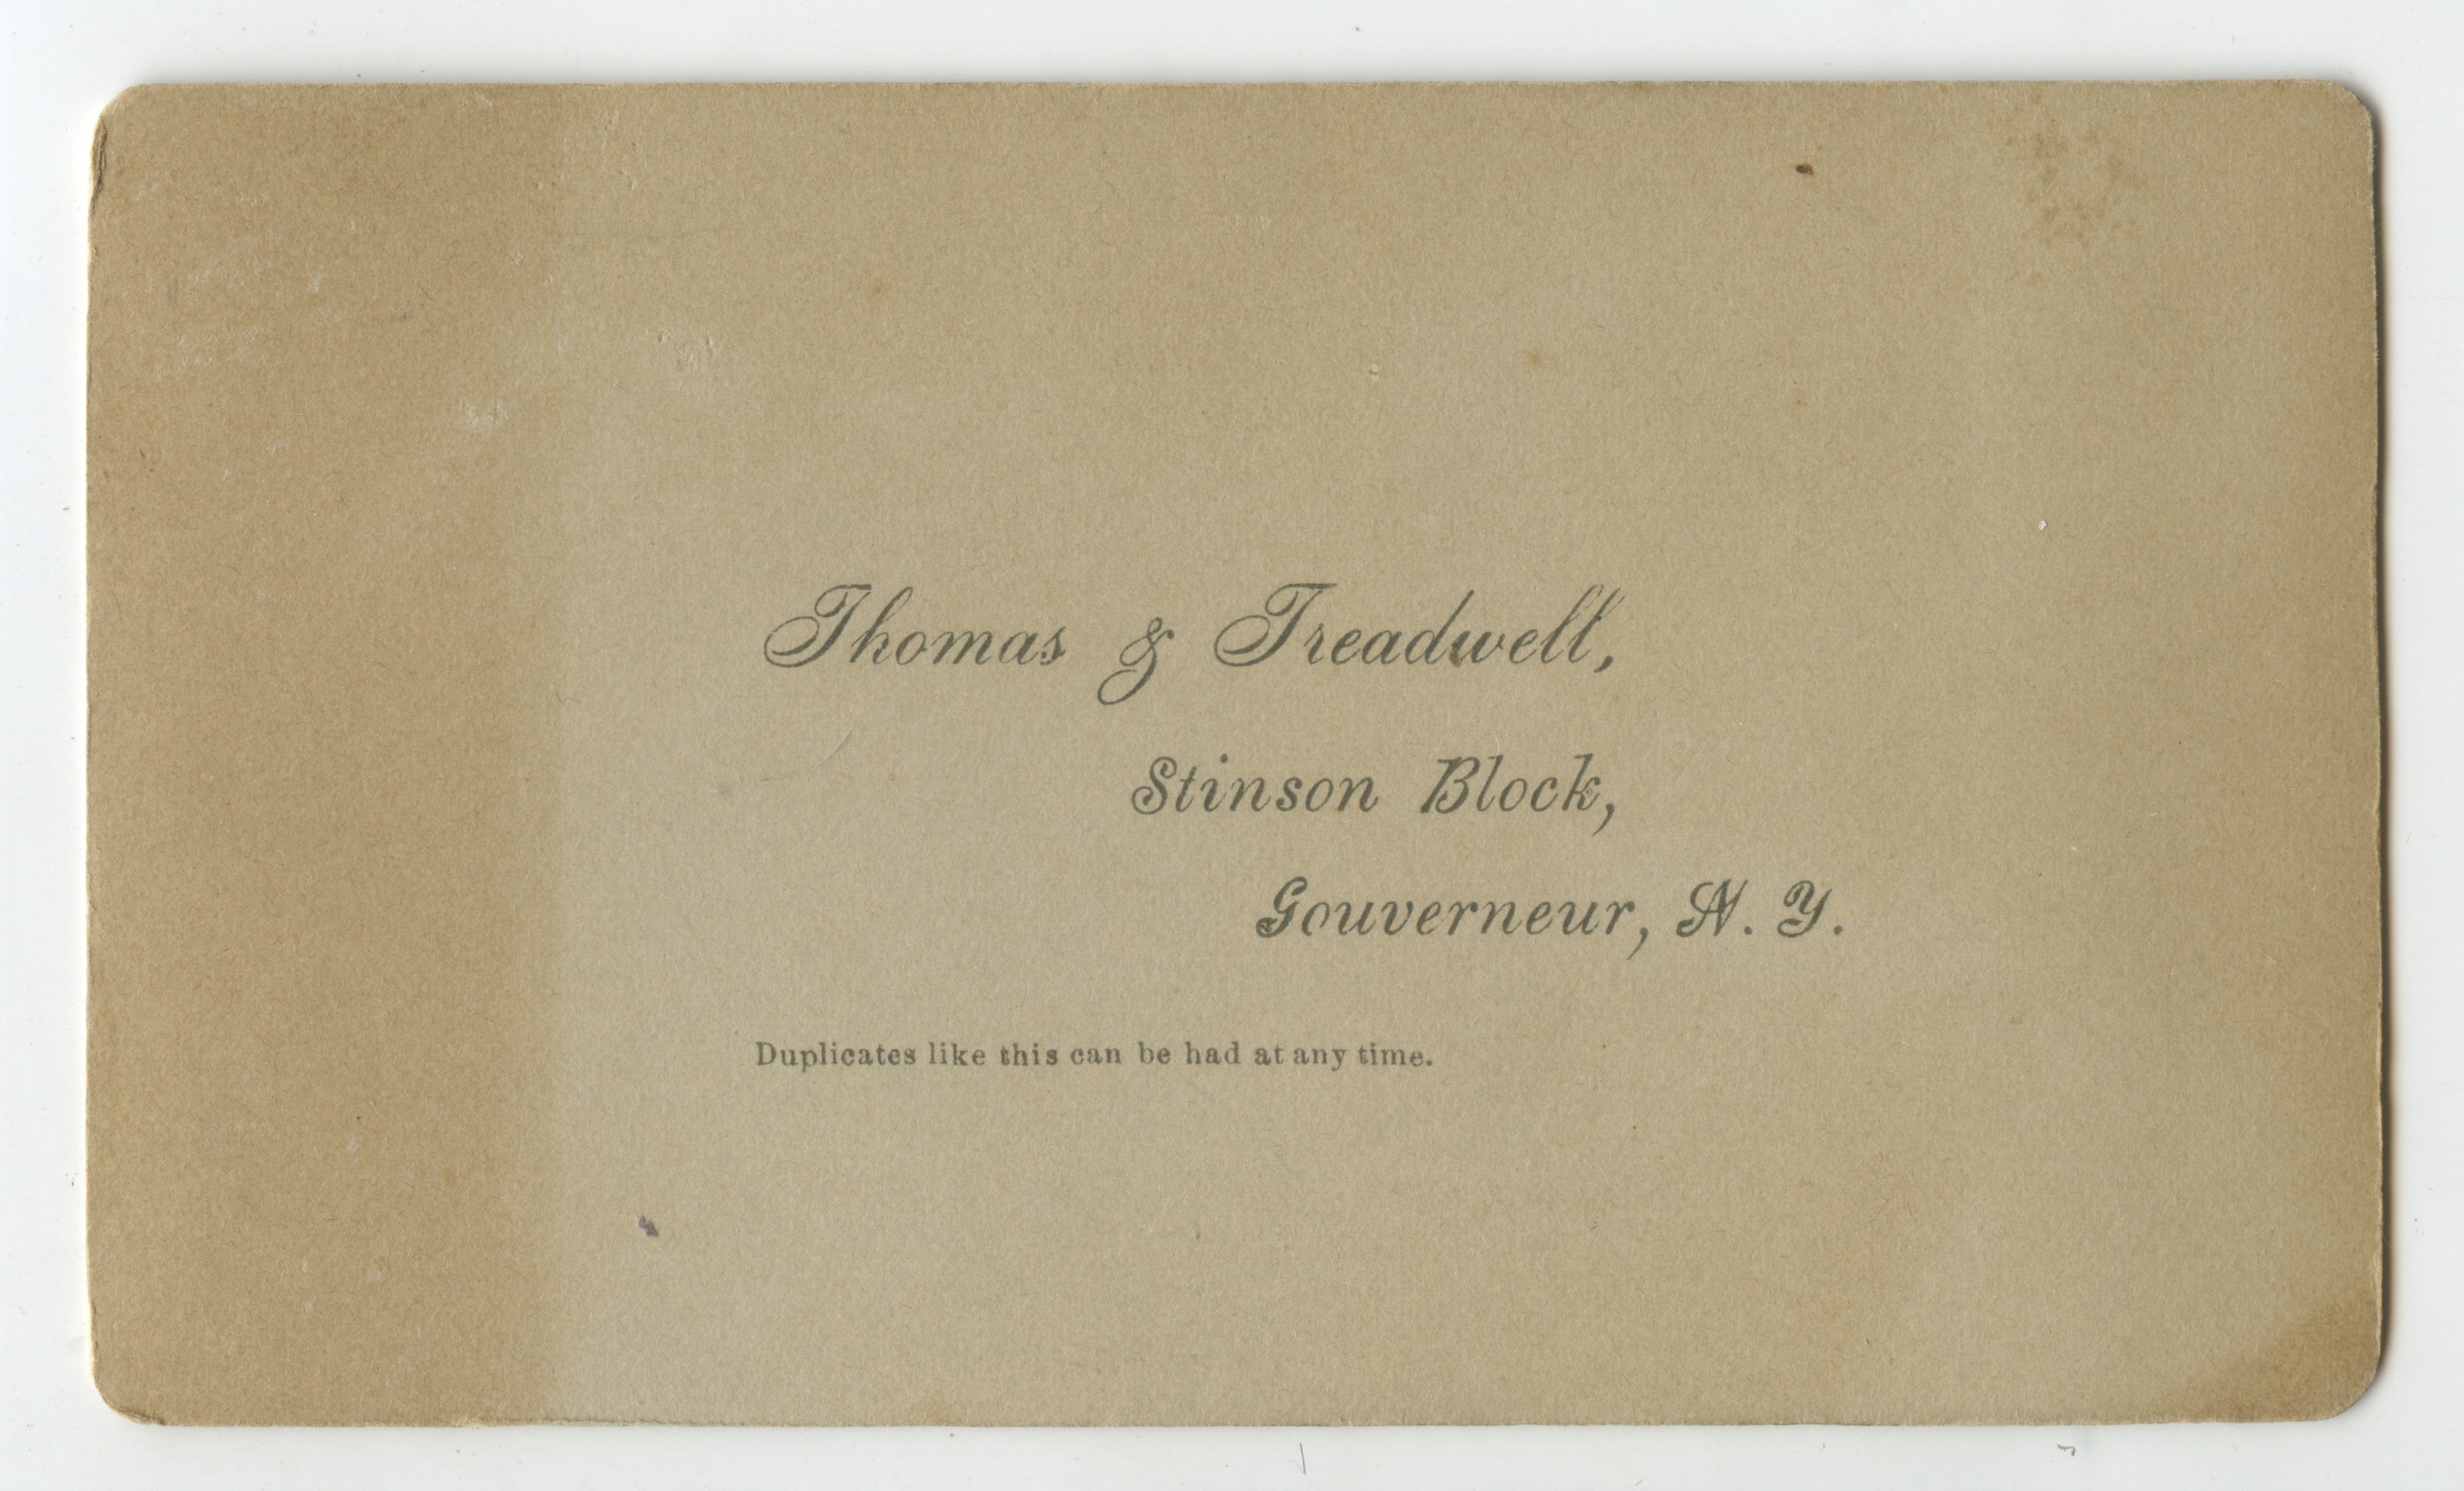 Thomas & Treadwell,
Stinson Block,
Gouverneur, N. Y.
Duplicates like this can be had at any time.